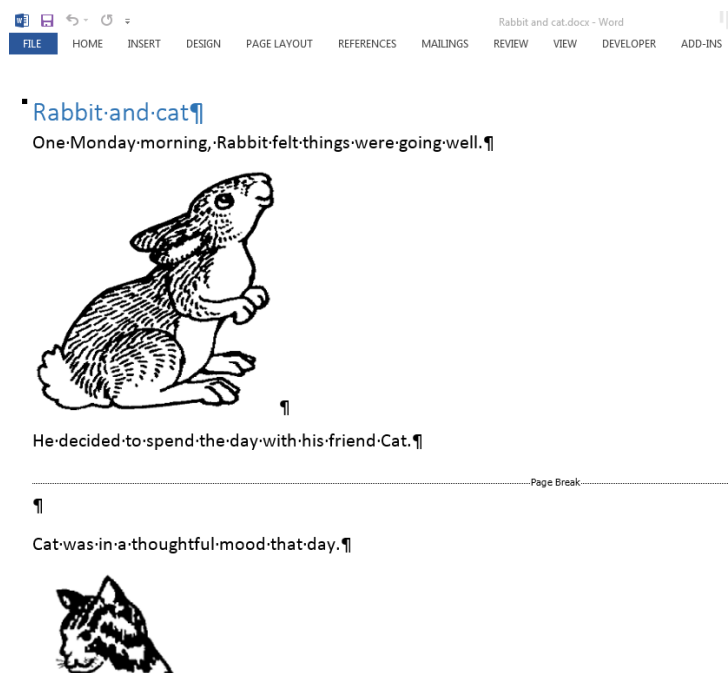 Rabbit and cat.docx - Word
FILE HOME INSERT DESIGN PAGE LAYOUT REFERENCES MAILINGS REVIEW VIEW DEVELOPER ADD-INS
Rabbit·and·cat¶
One·Monday·morning,·Rabbit·felt·things·were·going·well.¶
¶
He·decided·to·spend·the·day·with·his·friend·Cat.¶
Page Break
¶
Cat·was·in·a·thoughtful·mood·that·day.¶